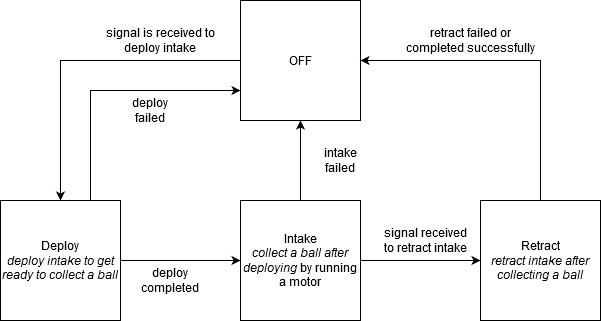 signal is received to
deploy intake
OFF
retract failed or
completed successfully
deploy
failed
intake
failed
Deploy
deploy intake to get
ready to collect a ball
deploy
completed
Intake
collect a ball after
deploying by running
a motor
signal received
to retract intake
Retract
retract intake after
collecting a ball